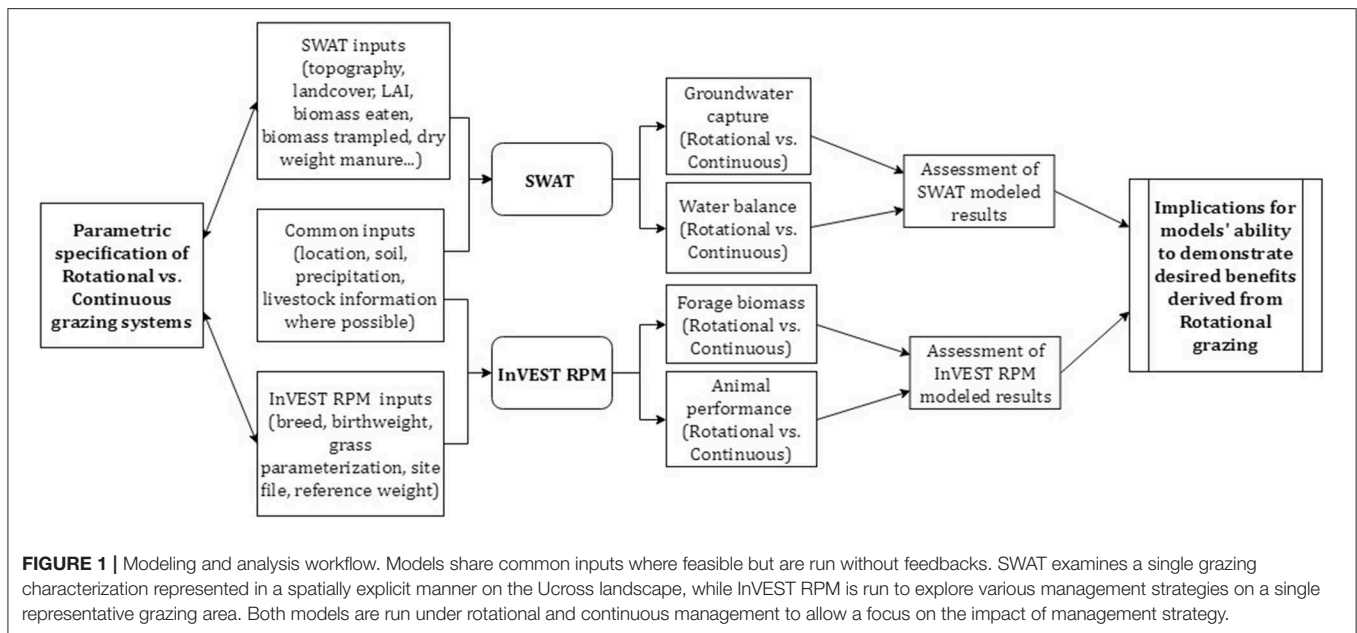 Parametric
specification of
Rotational vs.
Continuous
grazing systems
SWAT inputs
(topography,
landcover, LAI,
biomass eaten,
biomass trampled, dry
weight manure...)
Common inputs
(location, soil,
precipitation,
livestock information
where possible)
InVEST RPM inputs
(breed, birthweight,
grass
parameterization, site
file, reference weight)
SWAT
InVEST RPM
Groundwater
capture
(Rotational vs.
Continuous)
Water balance
(Rotational vs.
Continuous)
Forage biomass
(Rotational vs.
Continuous)
Animal
performance
(Rotational vs.
Continuous)
Assessment of
SWAT modeled
results
Assessment of
InVEST RPM
modeled results
Implications for
models' ability to
demonstrate
desired benefits
derived from
Rotational
grazing
FIGURE 1 | Modeling and analysis workflow. Models share common inputs where feasible but are run without feedbacks. SWAT examines a single grazing
characterization represented in a spatially explicit manner on the Ucross landscape, while InVEST RPM is run to explore various management strategies on a single
representative grazing area. Both models are run under rotational and continuous management to allow a focus on the impact of management strategy.